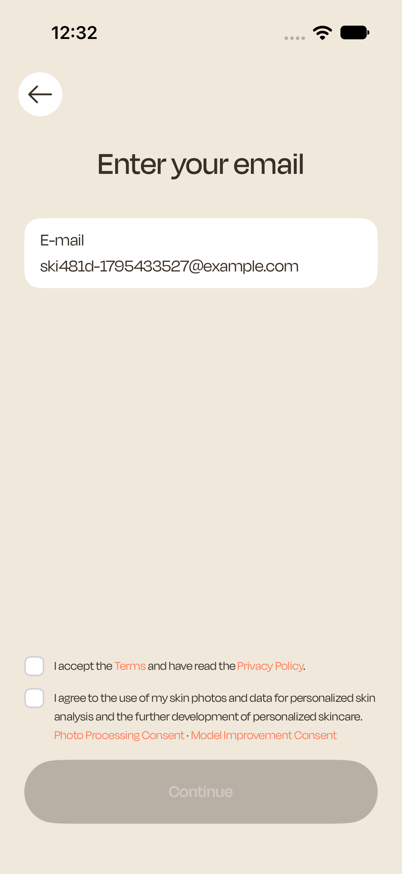 12:32
Enter your email
E-mail
ski481d-1795433527@example.com
I accept the Terms and have read the Privacy Policy.
I agree to the use of my skin photos and data for personalized skin
analysis and the further development of personalized skincare.
Photo Processing Consent · Model Improvement Consent
Continue